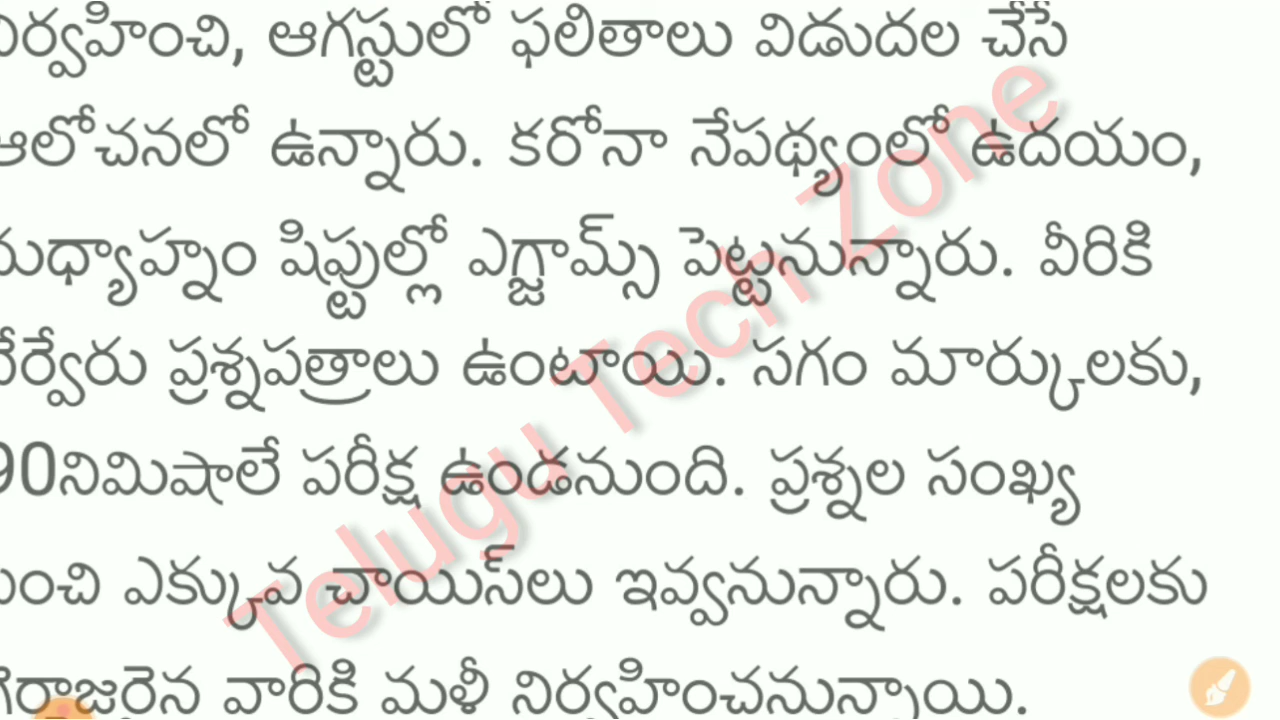 నిర్వహించి, ఆగస్టులో ఫలితాలు విడుదల చేసే
ఆలోచనలో ఉన్నారు. కరోనా నేపథ్యంలో ఉదయం,
మధ్యాహ్నం షిఫ్టుల్లో ఎగ్జామ్స్ పెట్టనున్నారు. వీరికి
వేర్వేరు ప్రశ్నపత్రాలు ఉంటాయి. సగం మార్కులకు,
90నిమిషాలే పరీక్ష ఉండనుంది. ప్రశ్నల సంఖ్య
పెంచి ఎక్కువ చాయిస్‌లు ఇవ్వనున్నారు. పరీక్షలకు
గైర్హాజరైన వారికి మళీ నిర్వహించనున్నాయి.
Telugu Tech Zone